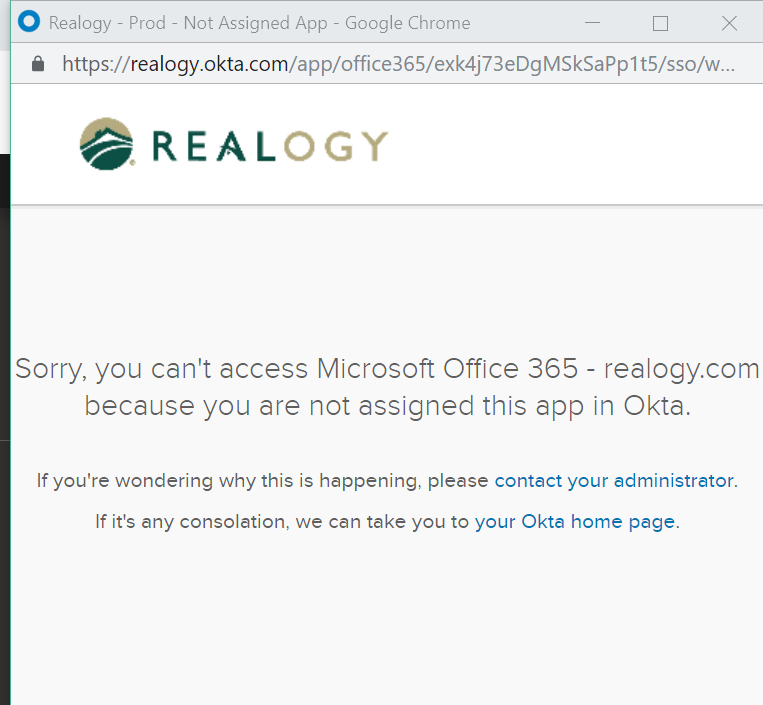 Realogy - Prod - Not Assigned App - Google Chrome
https://realogy.okta.com/app/office365/exk4j73eDgMSkSaPp1t5/sso/w...
REALOGY
Sorry, you can't access Microsoft Office 365 - realogy.com
because you are not assigned this app in Okta.
If you're wondering why this is happening, please contact your administrator.
If it's any consolation, we can take you to your Okta home page.